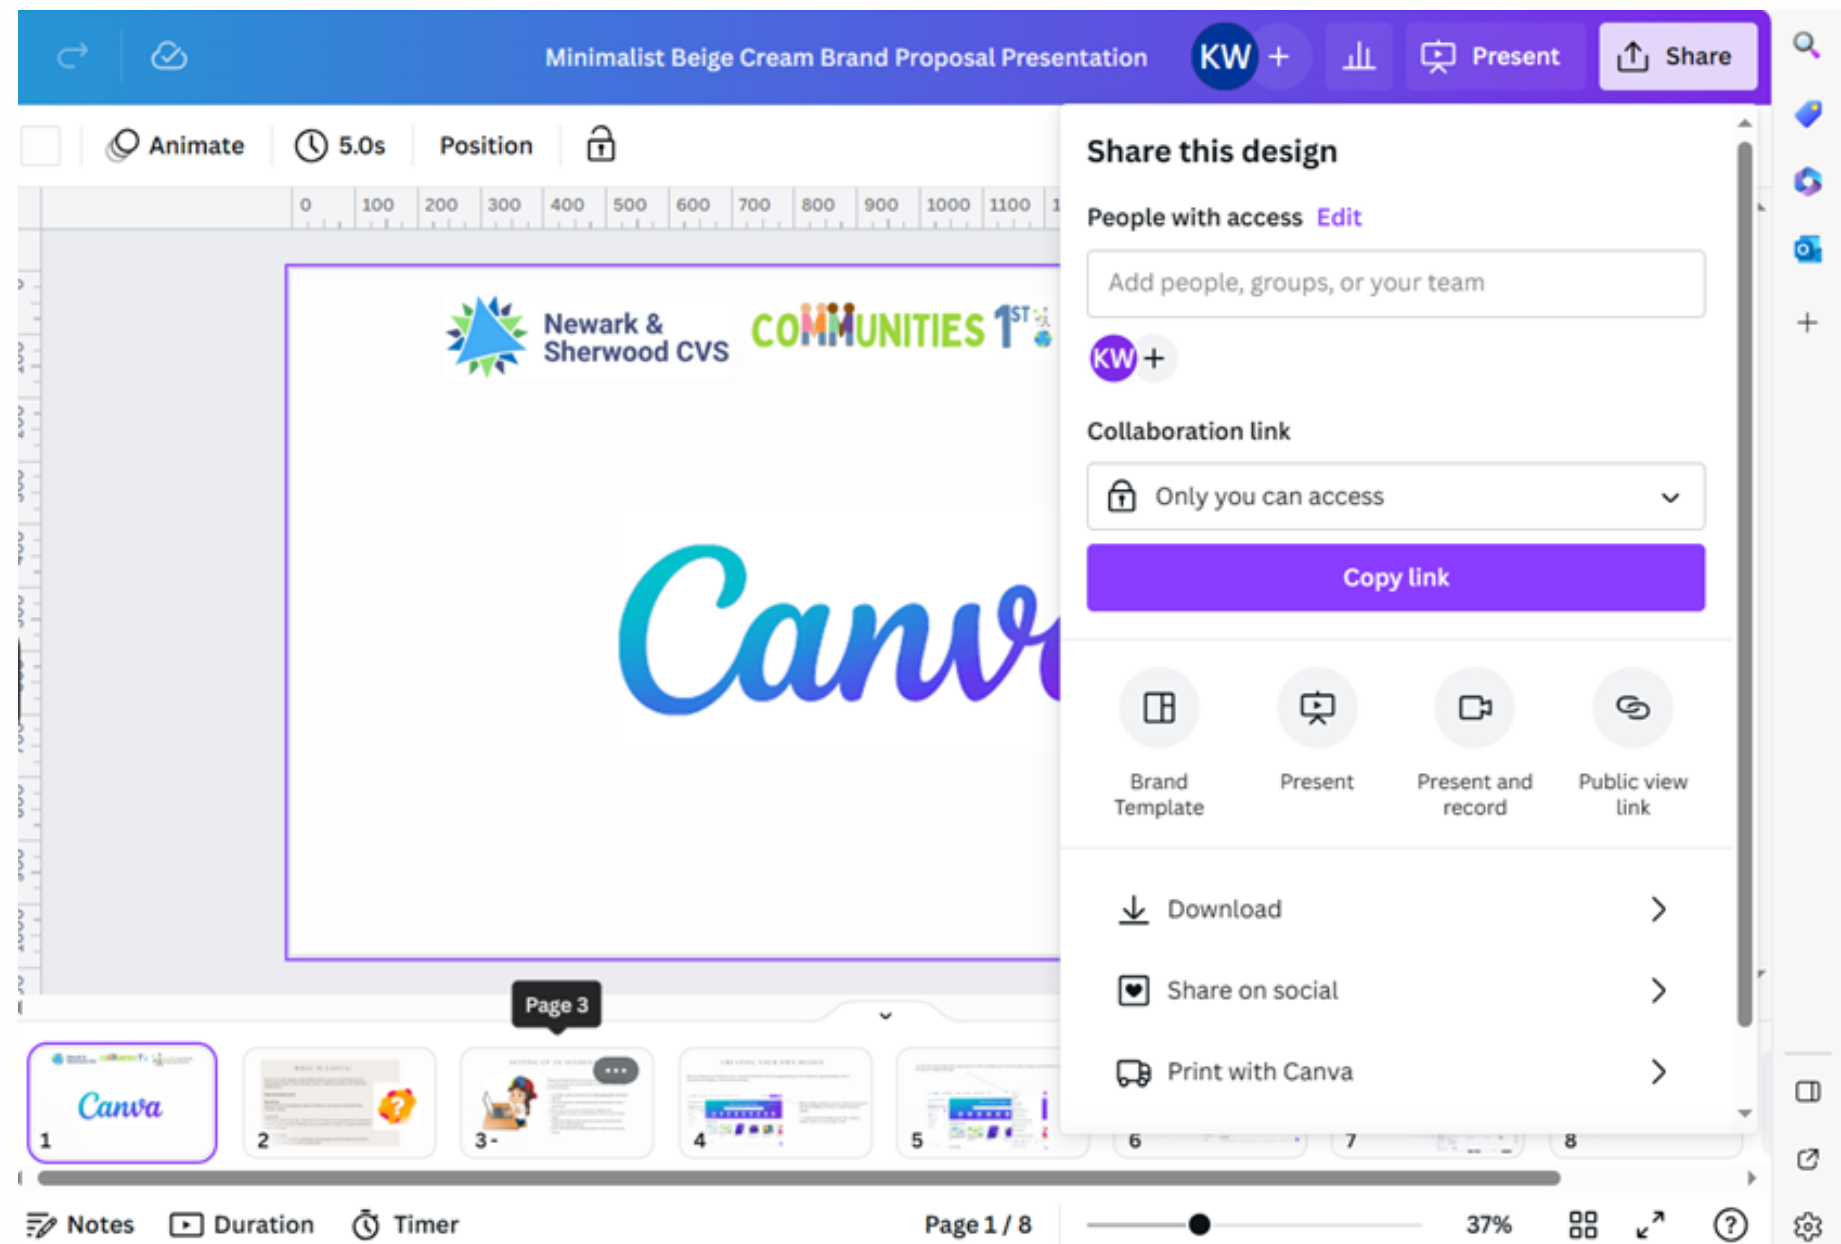 Minimalist Beige Cream Brand Proposal Presentation
KW
+
Present
Share
Animate
5.0s
Position
0 100 200 300 400 500 600 700 800 900 1000 1100
Newark &
Sherwood CVS
COMMUNITIES 1ST
Canva
Share this design
People with access Edit
Add people, groups, or your team
KW +
Collaboration link
Only you can access
Copy link
Brand
Template
Present
Present and
record
Public view
link
Download
Share on social
Print with Canva
Page 3
Canva
1
2
3 -
4
5
6
7
8
Notes
Duration
Timer
Page 1 / 8
37%